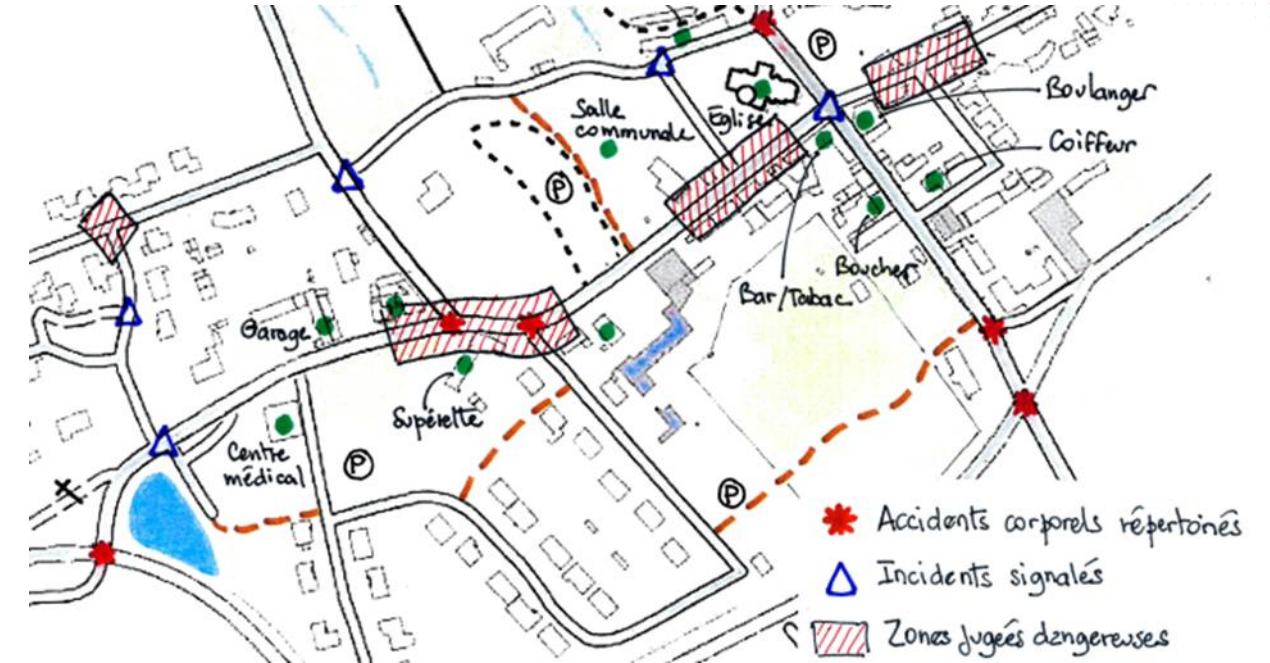 P
Boulanger
Salle
communale
Église
Coiffeur
P
Boucher
Bar/Tabac
Garage
Supérette
Centre
médical
P
P
Accidents corporels répertoriés
Incidents signalés
Zones jugées dangereuses